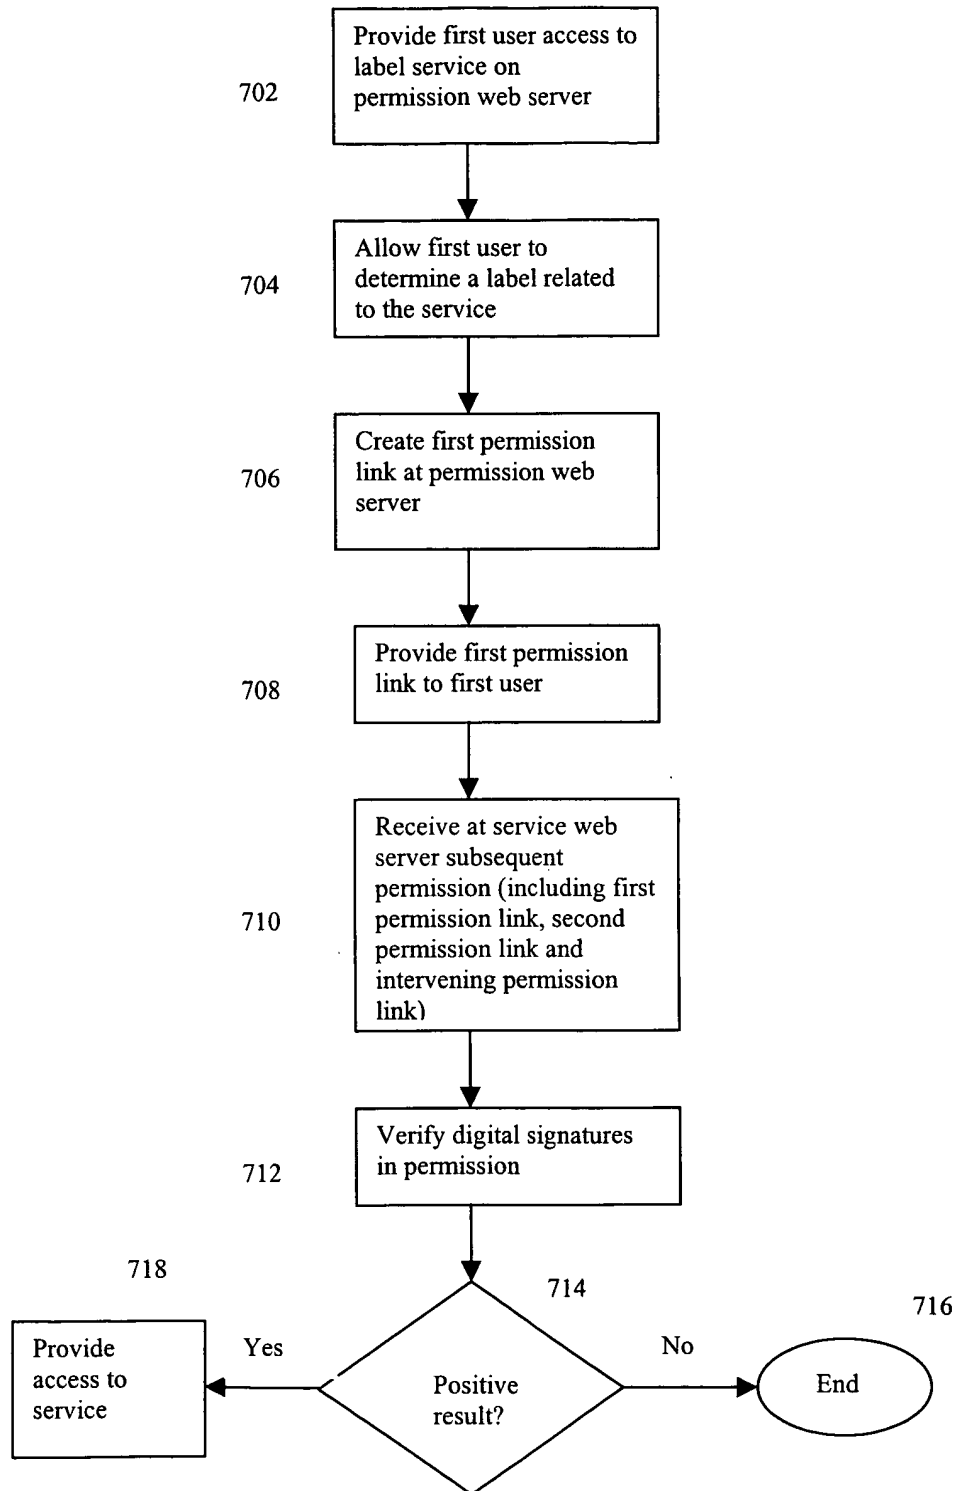 Provide first user access to
label service on
permission web server
702
Allow first user to
determine a label related
to the service
704
Create first permission
link at permission web
server
706
Provide first permission
link to first user
708
Receive at service web
server subsequent
permission (including first
permission link, second
permission link and
intervening permission
link)
710
Verify digital signatures
in permission
712
718
714
716
Provide
access to
service
Yes
Positive
result?
No
End